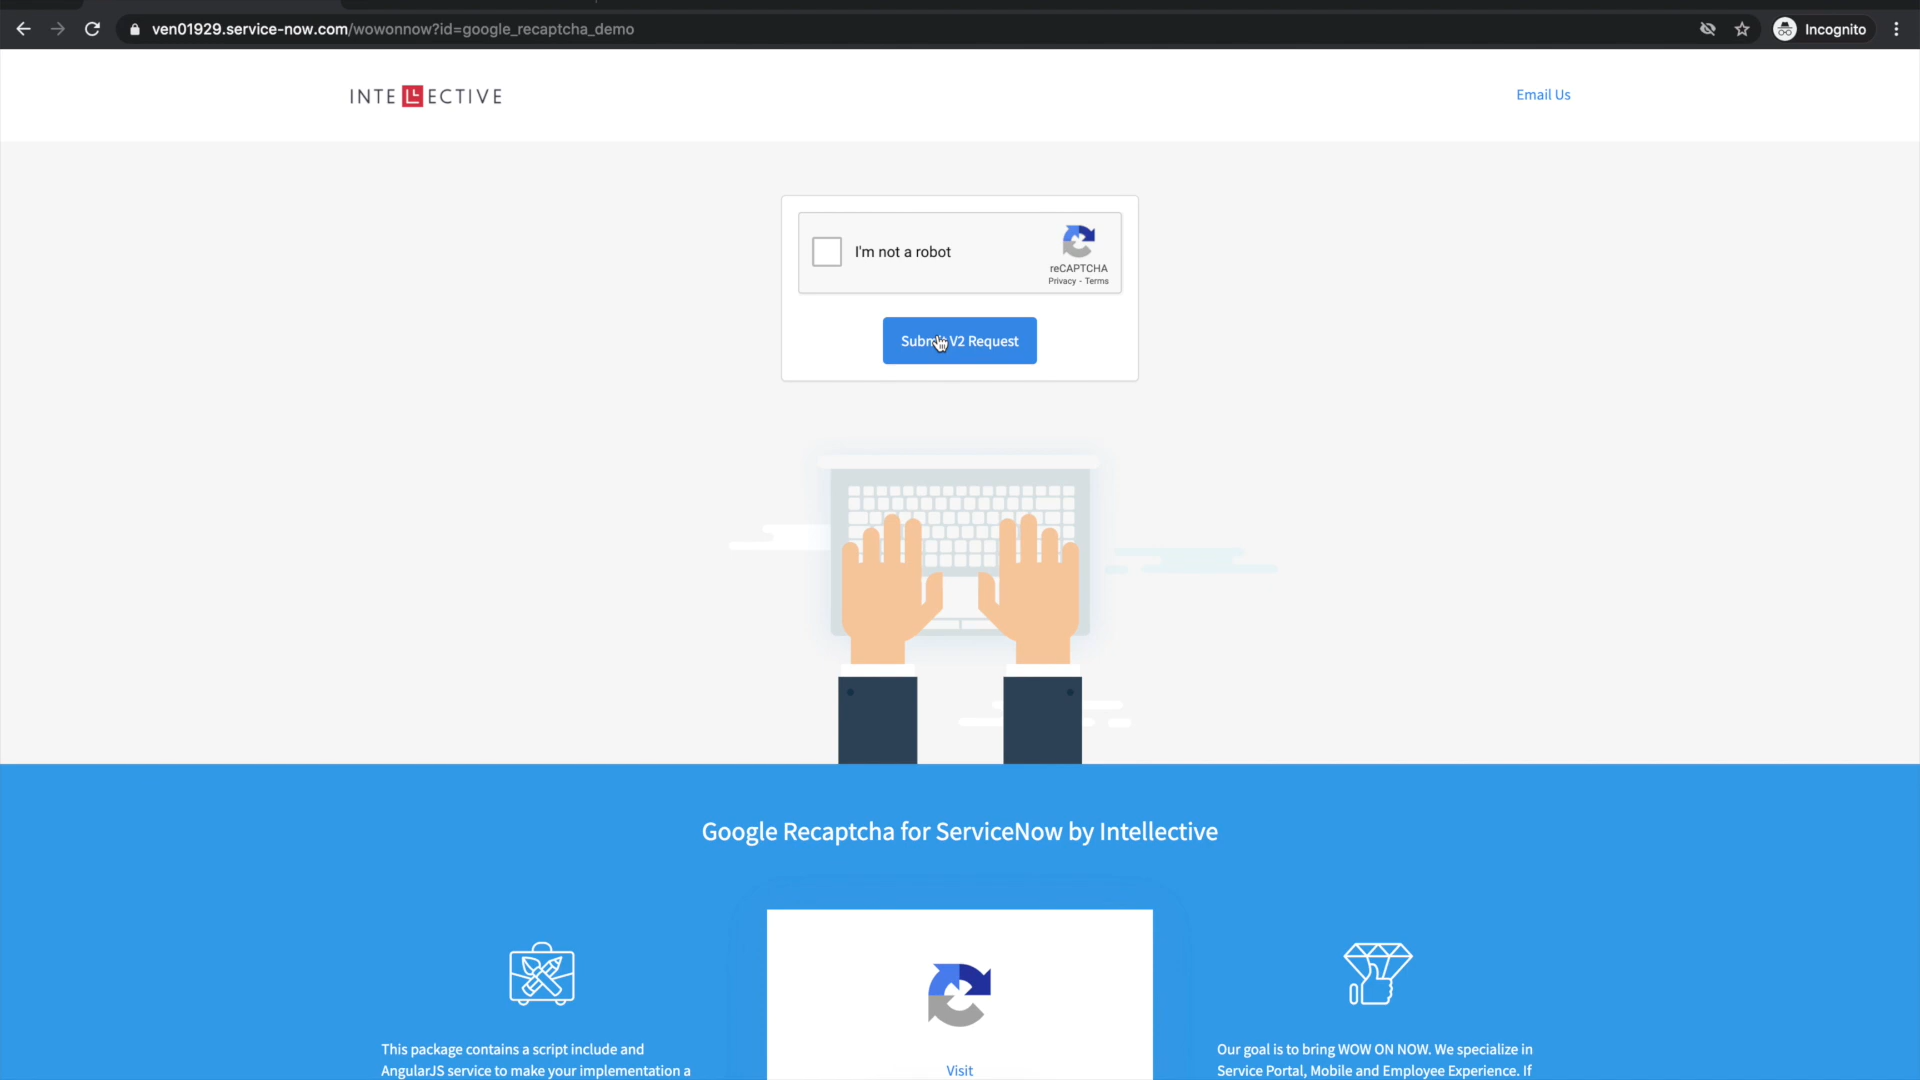 ven01929.service-now.com/wowonnow?id=google_recaptcha_demo
Incognito
INTELLECTIVE
Email Us
I'm not a robot
reCAPTCHA
Privacy - Terms
Submit V2 Request
Google Recaptcha for ServiceNow by Intellective
This package contains a script include and
AngularJS service to make your implementation a
Visit
Our goal is to bring WOW ON NOW. We specialize in
Service Portal, Mobile and Employee Experience. If